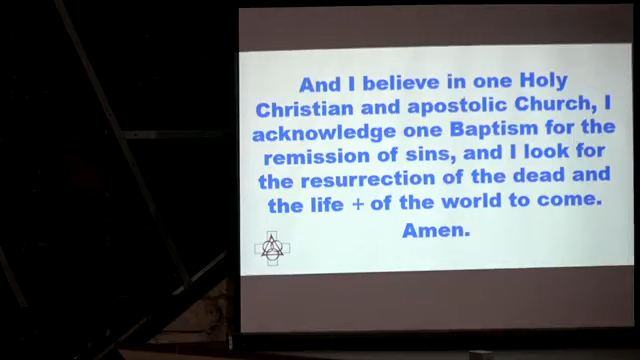 And I believe in one Holy
Christian and apostolic Church, I
acknowledge one Baptism for the
remission of sins, and I look for
the resurrection of the dead and
the life + of the world to come.
Amen.